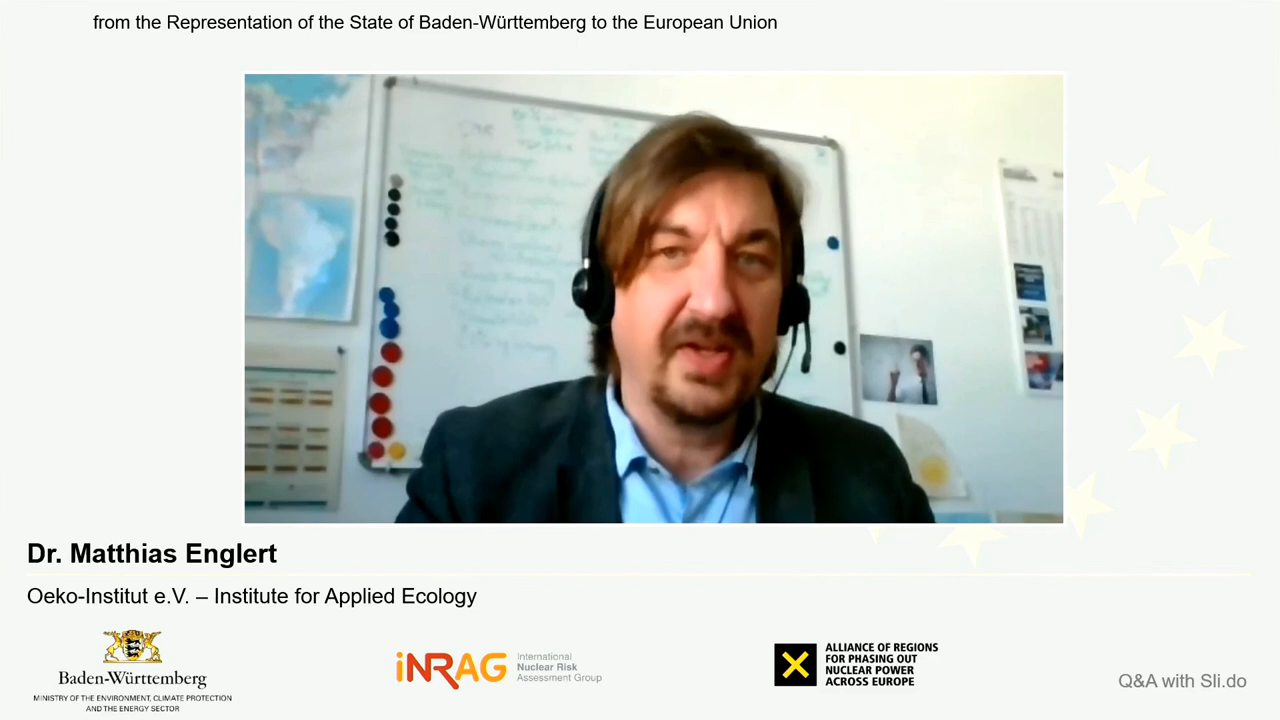 from the Representation of the State of Baden-Württemberg to the European Union
Dr. Matthias Englert
Oeko-Institut e.V. – Institute for Applied Ecology
Baden-Württemberg
MINISTRY OF THE ENVIRONMENT, CLIMATE PROTECTION
AND THE ENERGY SECTOR
iNRAG
International
Nuclear Risk
Assessment Group
ALLIANCE OF REGIONS
FOR PHASING OUT
NUCLEAR POWER
ACROSS EUROPE
Q&A with Sli.do